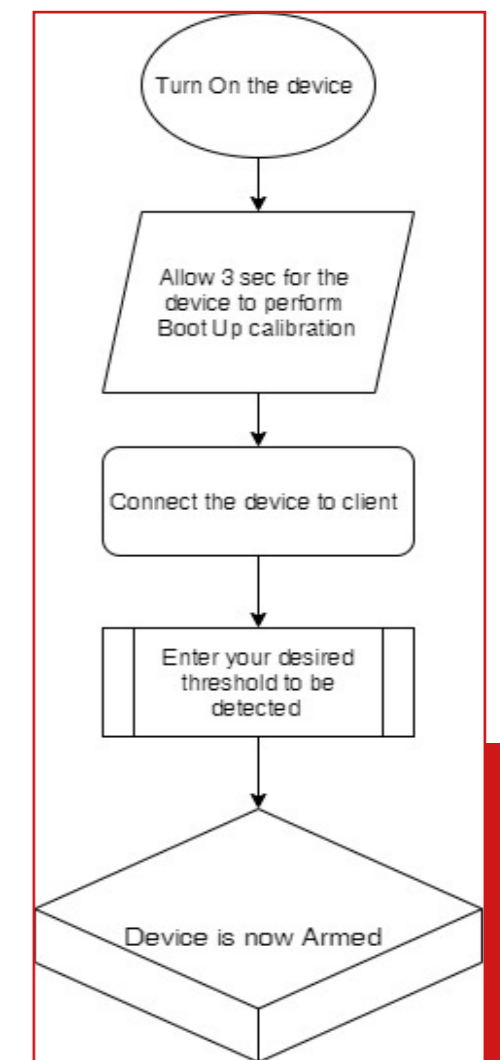 Turn On the device
Allow 3 sec for the
device to perform
Boot Up calibration
Connect the device to client
Enter your desired
threshold to be
detected
Device is now Armed